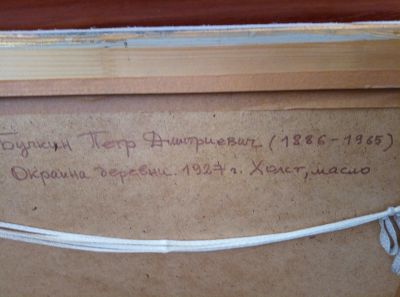 Бучкин Петр Дмитриевич (1886-1965)
Окраина деревни. 1927 г. Холст, масло